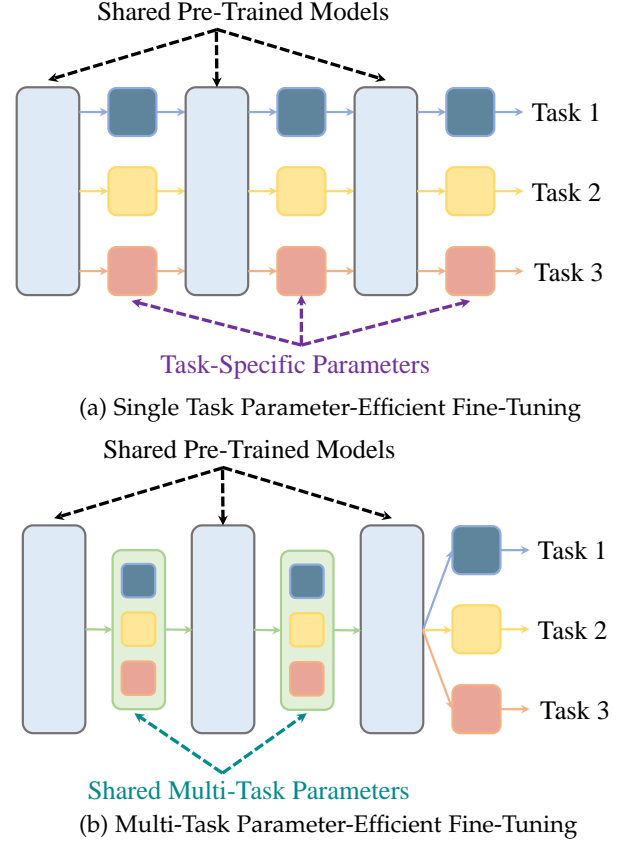 Shared Pre-Trained Models
Task 1
Task 2
Task 3
Task-Specific Parameters
(a) Single Task Parameter-Efficient Fine-Tuning
Shared Pre-Trained Models
Task 1
Task 2
Task 3
Shared Multi-Task Parameters
(b) Multi-Task Parameter-Efficient Fine-Tuning